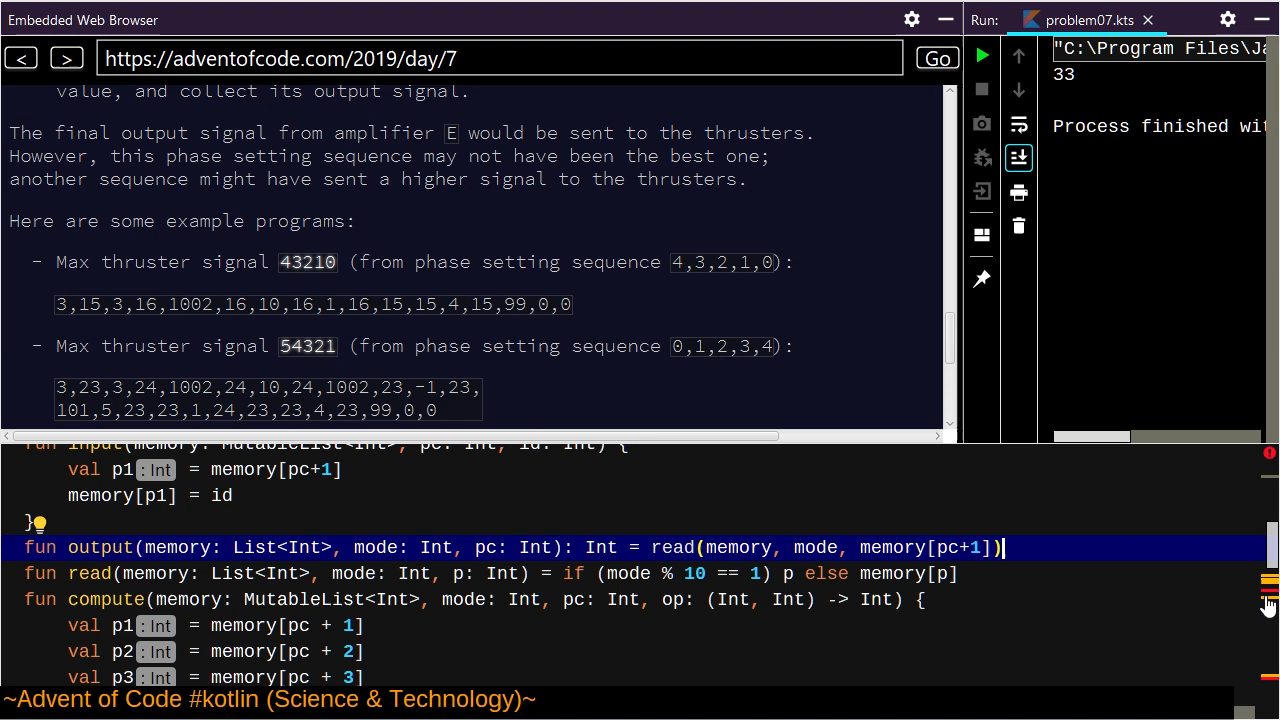 Embedded Web Browser
Run: problem07.kts ×
< > https://adventofcode.com/2019/day/7 Go
value, and collect its output signal.
The final output signal from amplifier E would be sent to the thrusters.
However, this phase setting sequence may not have been the best one;
another sequence might have sent a higher signal to the thrusters.
Here are some example programs:
- Max thruster signal 43210 (from phase setting sequence 4,3,2,1,0):
3,15,3,16,1002,16,10,16,1,16,15,15,4,15,99,0,0
- Max thruster signal 54321 (from phase setting sequence 0,1,2,3,4):
3,23,3,24,1002,24,10,24,1002,23,-1,23,
101,5,23,23,1,24,23,23,4,23,99,0,0
"C:\Program Files\Ja
33
Process finished wit
fun input(memory: MutableList<Int>, pc: Int, id: Int) {
val p1 : Int = memory[pc+1]
memory[p1] = id
}
fun output(memory: List<Int>, mode: Int, pc: Int): Int = read(memory, mode, memory[pc+1])
fun read(memory: List<Int>, mode: Int, p: Int) = if (mode % 10 == 1) p else memory[p]
fun compute(memory: MutableList<Int>, mode: Int, pc: Int, op: (Int, Int) -> Int) {
val p1 : Int = memory[pc + 1]
val p2 : Int = memory[pc + 2]
val p3 : Int = memory[pc + 3]
~Advent of Code #kotlin (Science & Technology)~